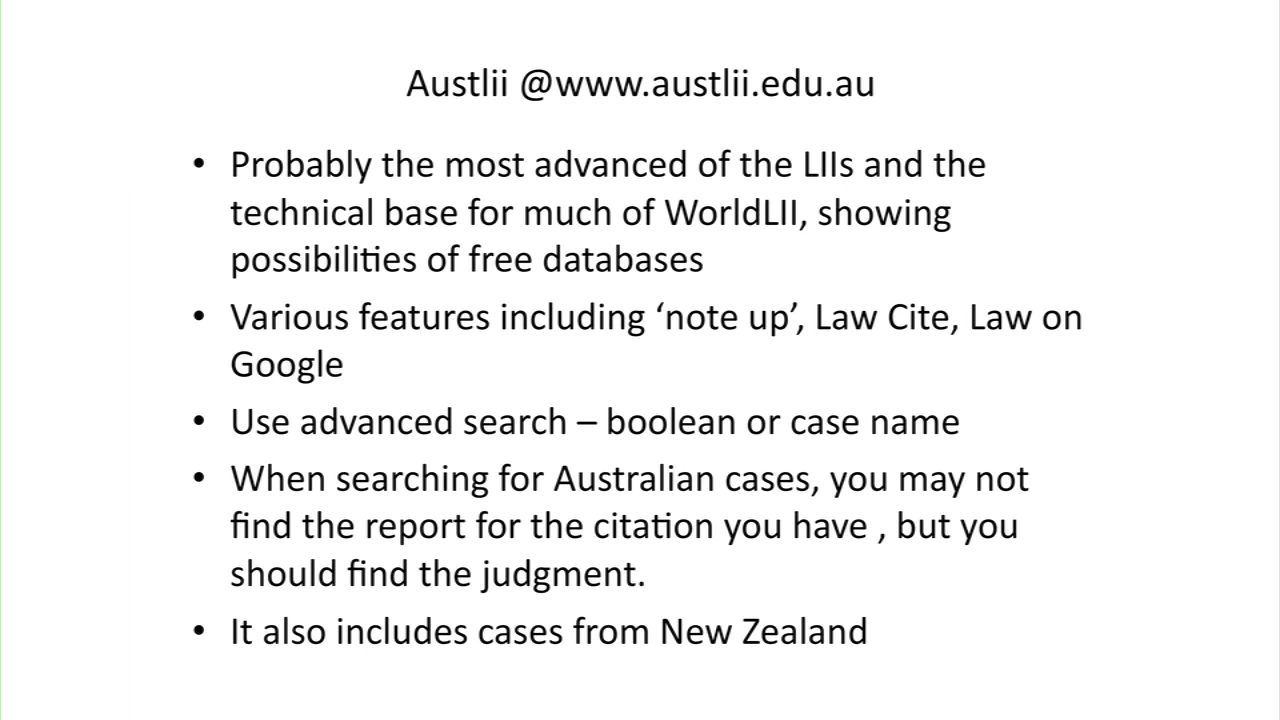 Austlii @www.austlii.edu.au
• Probably the most advanced of the LIIs and the
technical base for much of WorldLII, showing
possibilities of free databases
• Various features including ‘note up’, Law Cite, Law on
Google
• Use advanced search – boolean or case name
• When searching for Australian cases, you may not
find the report for the citation you have , but you
should find the judgment.
• It also includes cases from New Zealand